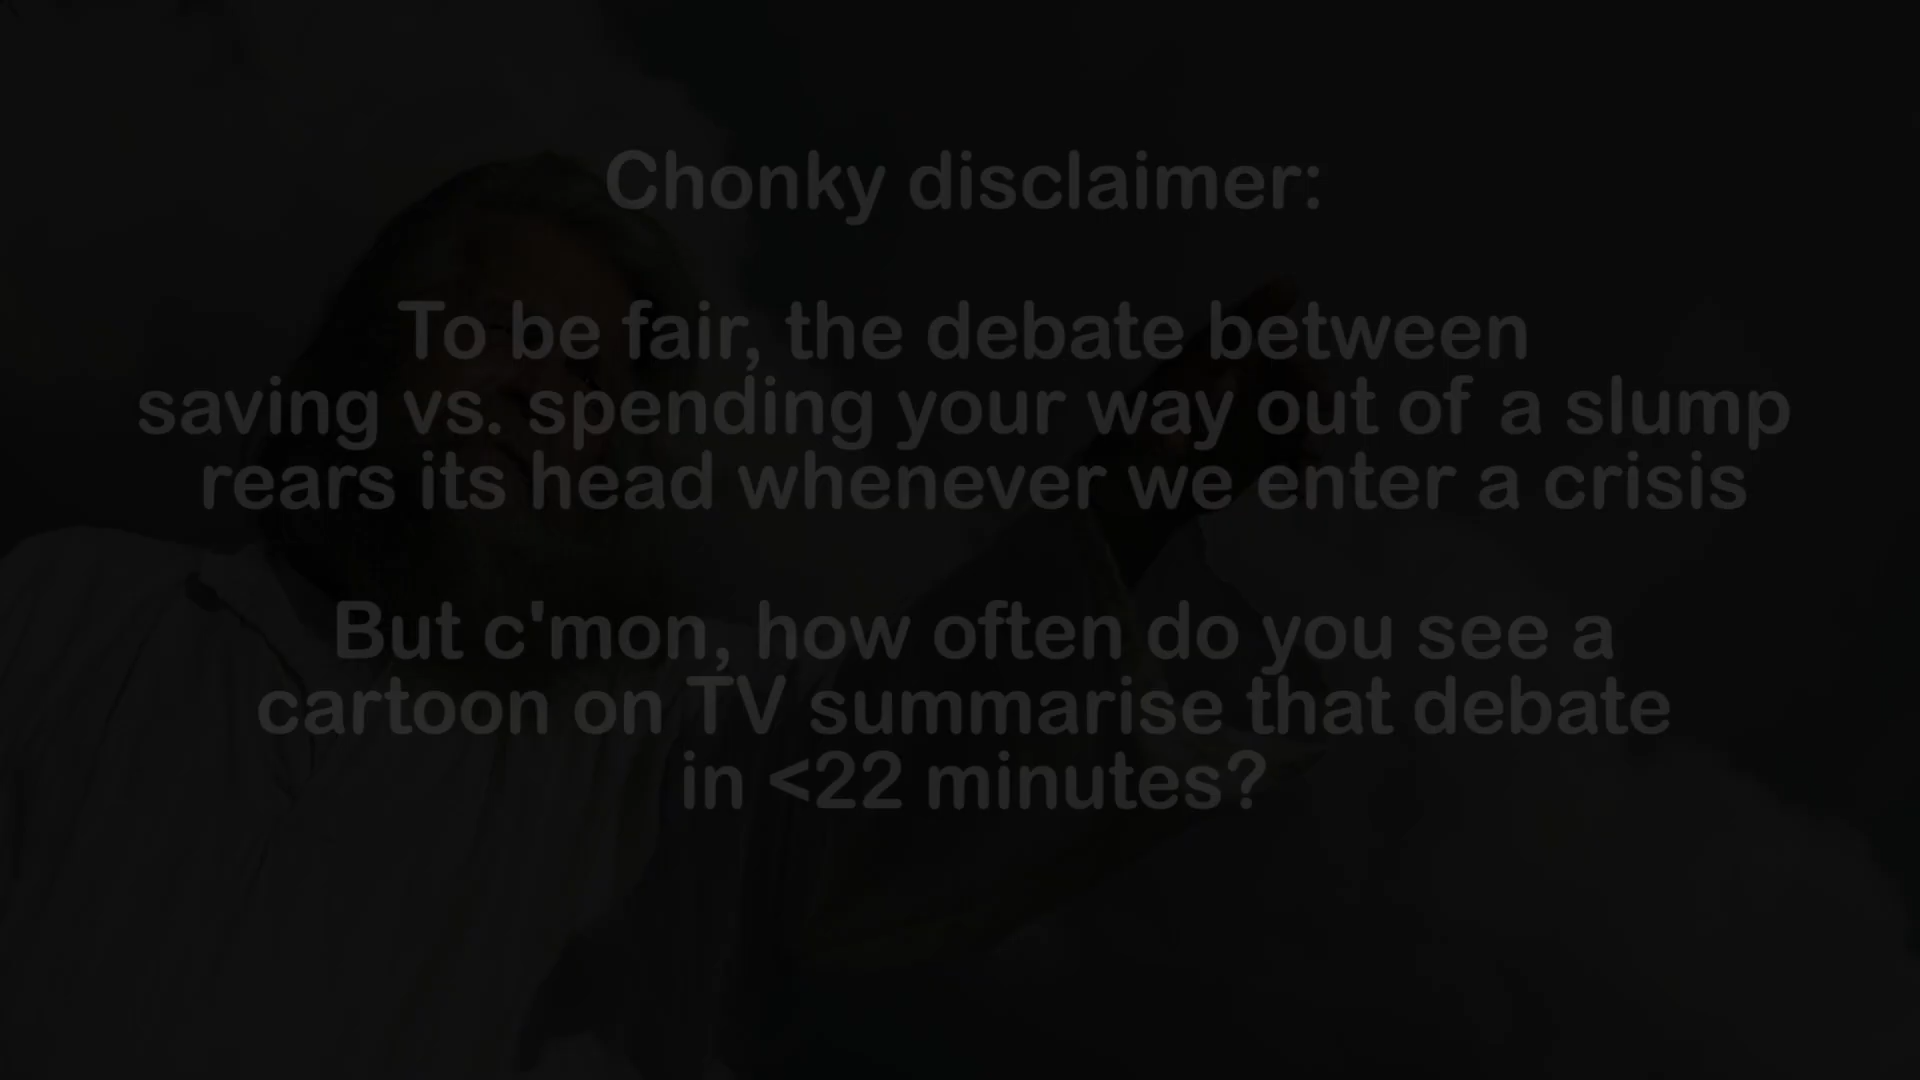 Chonky disclaimer:
To be fair, the debate between
saving vs. spending your way out of a slump
rears its head whenever we enter a crisis
But c'mon, how often do you see a
cartoon on TV summarise that debate
in <22 minutes?